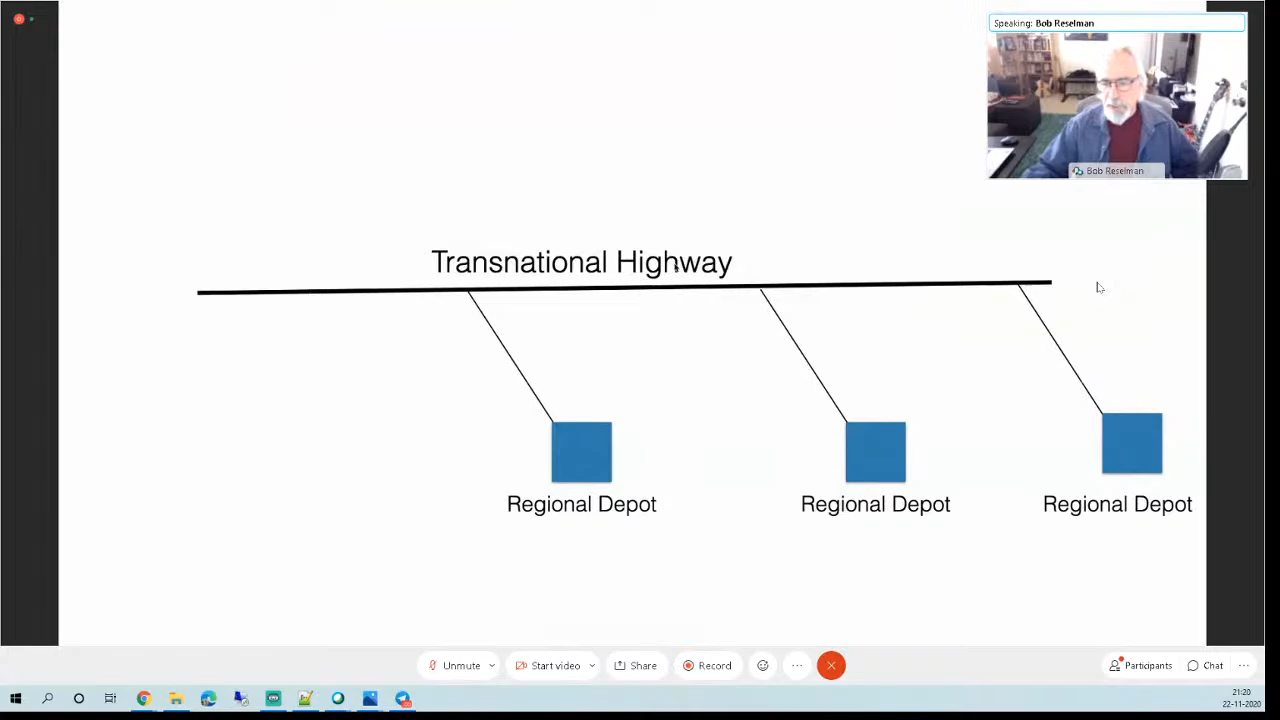 Speaking: Bob Reselman
Bob Reselman
Transnational Highway
Regional Depot
Regional Depot
Regional Depot
Unmute
Start video
Share
Record
Participants
Chat
21:20
22-11-2020